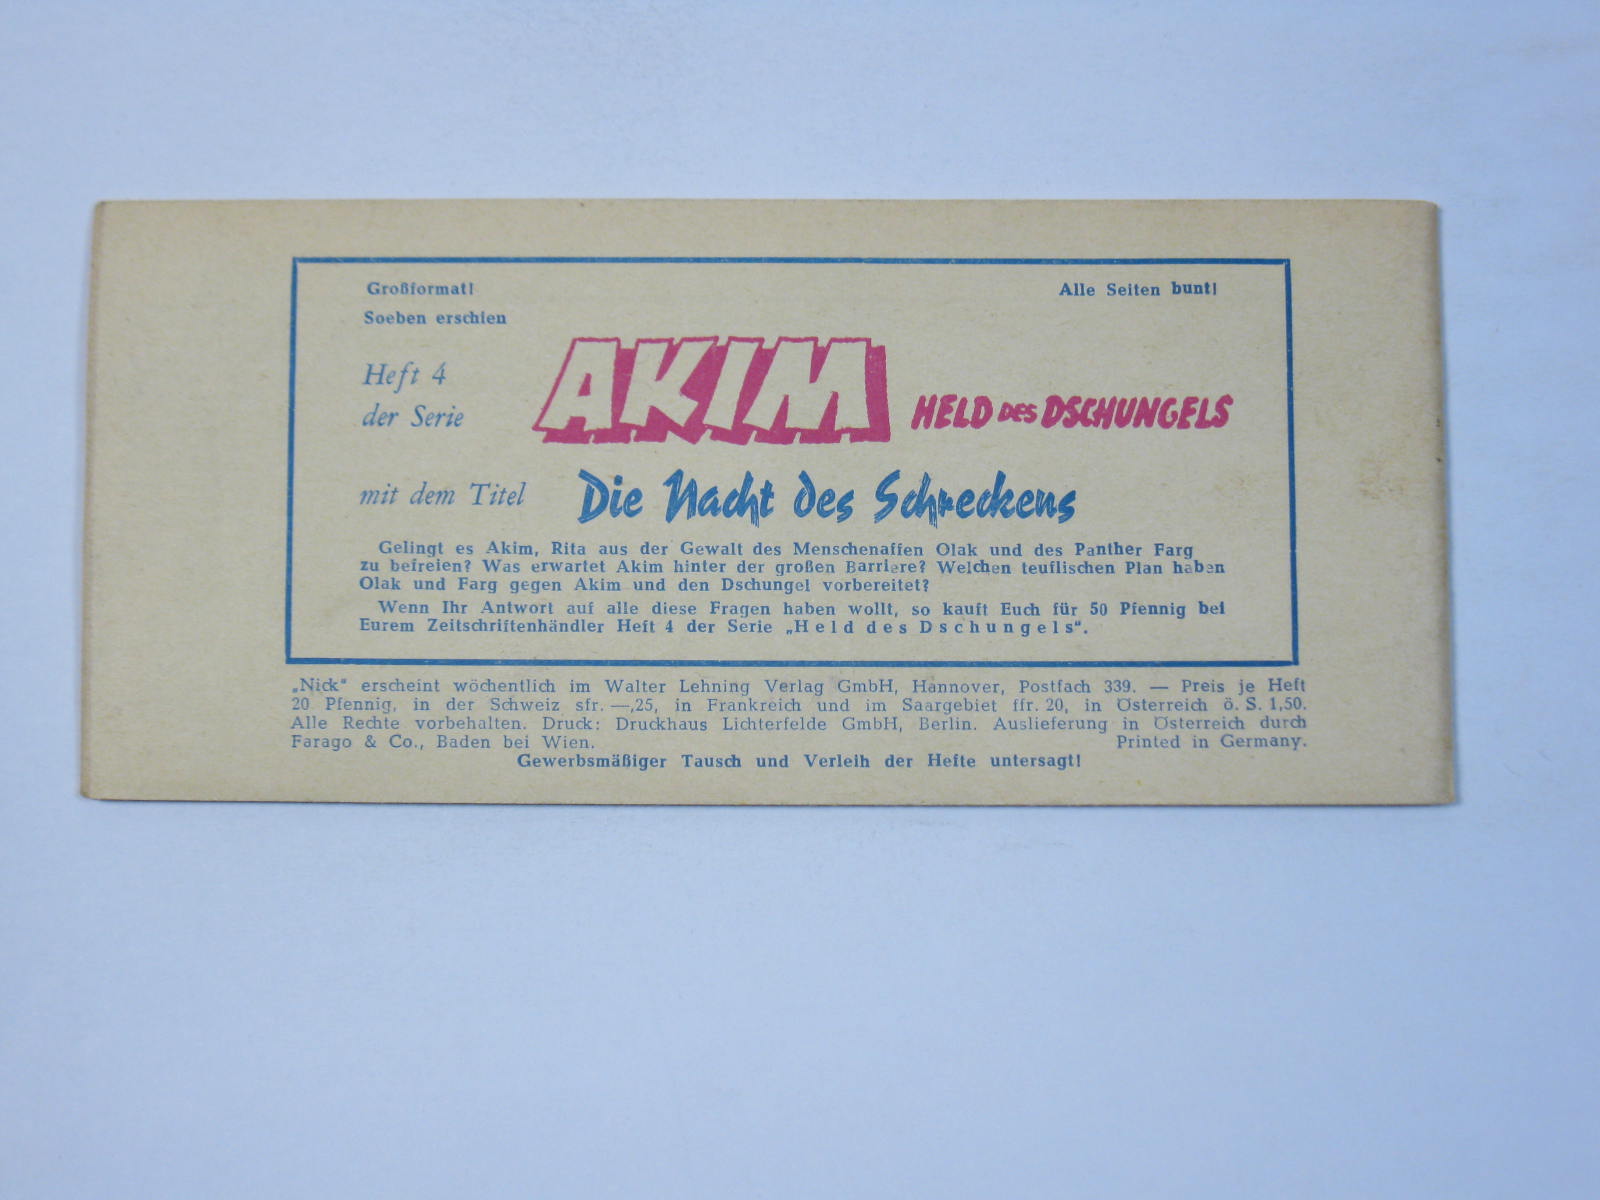 Großformat!
Alle Seiten bunt!
Soeben erschien
Heft 4
der Serie
AKIM HELD DES DSCHUNGELS
mit dem Titel Die Nacht des Schreckens
Gelingt es Akim, Rita aus der Gewalt des Menschenaffen Olak und des Panther Farg
zu befreien? Was erwartet Akim hinter der großen Barriere? Welchen teuflischen Plan haben
Olak und Farg gegen Akim und den Dschungel vorbereitet?
Wenn Ihr Antwort auf alle diese Fragen haben wollt, so kauft Euch für 50 Pfennig bei
Eurem Zeitschriftenhändler Heft 4 der Serie „Held des Dschungels“.
„Nick“ erscheint wöchentlich im Walter Lehning Verlag GmbH, Hannover, Postfach 339. — Preis je Heft
20 Pfennig, in der Schweiz sfr. —,25, in Frankreich und im Saargebiet ffr. 20, in Österreich ö. S. 1,50.
Alle Rechte vorbehalten. Druck: Druckhaus Lichterfelde GmbH, Berlin. Auslieferung in Österreich durch
Farago & Co., Baden bei Wien. Printed in Germany.
Gewerbsmäßiger Tausch und Verleih der Hefte untersagt!